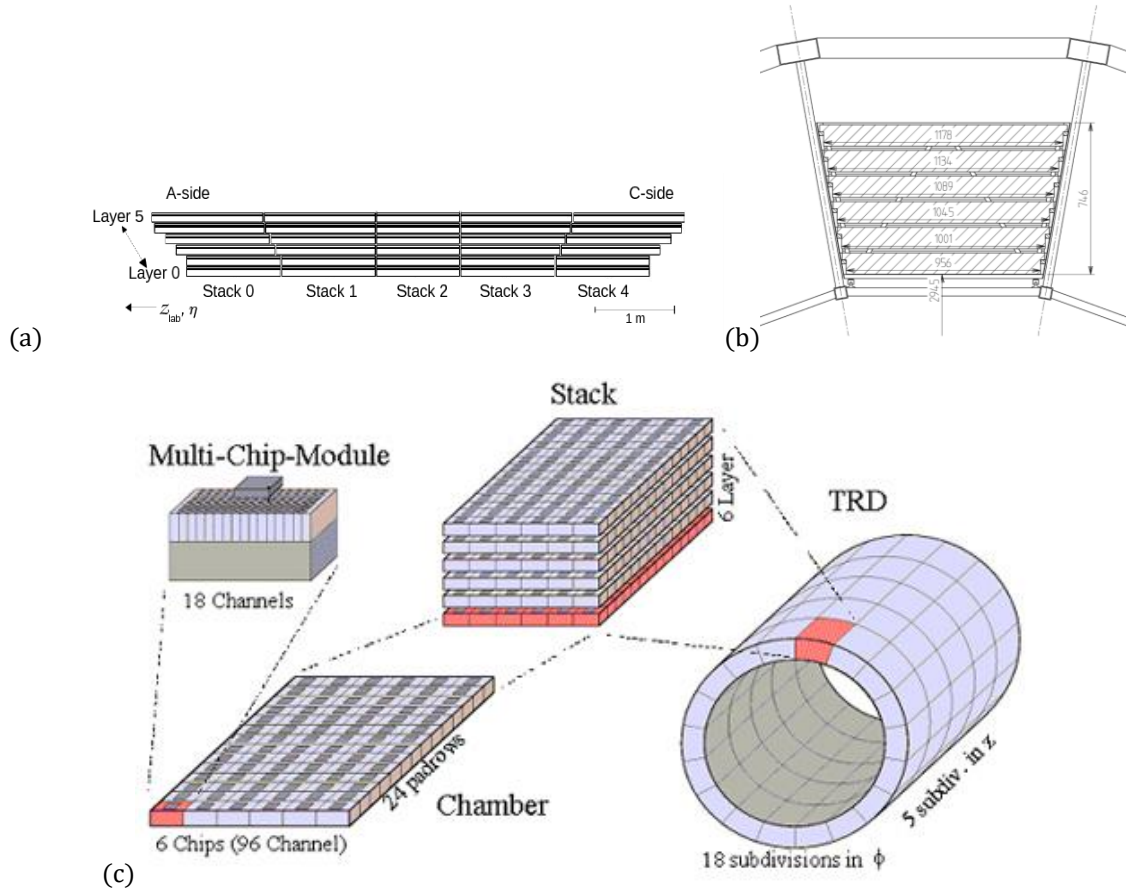 A-side
C-side
Layer 5
Layer 0
Stack 0
Stack 1
Stack 2
Stack 3
Stack 4
z lab, η
1 m
(a)
1178
1134
1089
1045
1001
956
746
2945
(b)
Stack
Multi-Chip-Module
18 Channels
6 Layer
TRD
24 padrows
Chamber
6 Chips (96 Channel)
5 subdiv. in z
18 subdivisions in ϕ
(c)